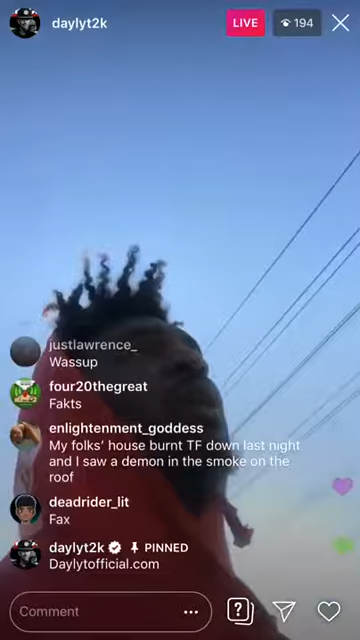 daylyt2k
LIVE
194
justlawrence_
Wassup
four20thegreat
Fakts
enlightenment_goddess
My folks' house burnt TF down last night
and I saw a demon in the smoke on the
roof
deadrider_lit
Fax
daylyt2k PINNED
Daylytofficial.com
Comment